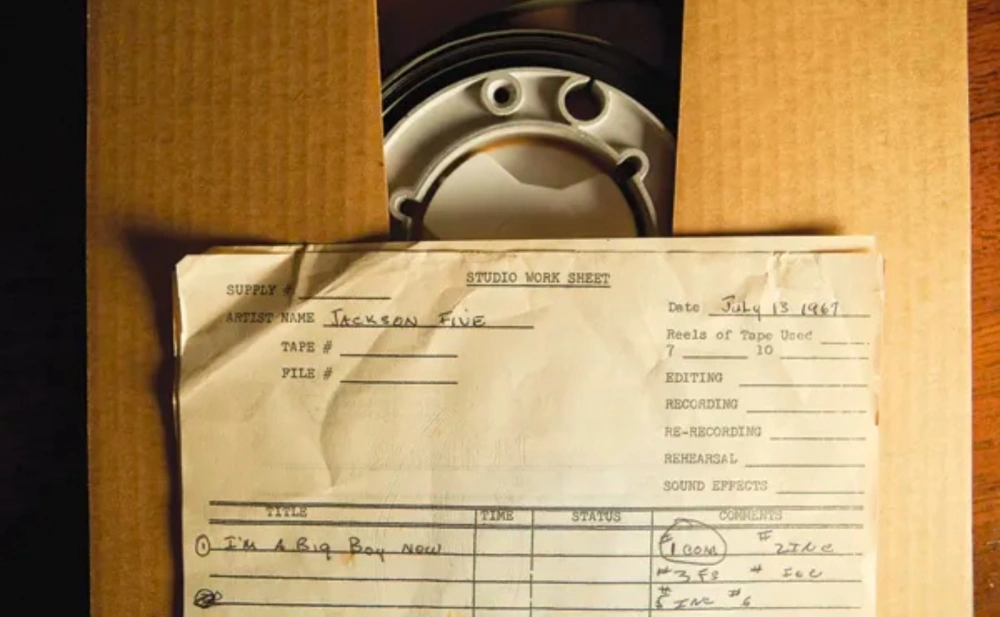 STUDIO WORK SHEET
SUPPLY #
ARTIST NAME JACKSON FIVE
TAPE #
FILE #
Date July 13 1967
Reels of Tape Used
7 10
EDITING
RECORDING
RE-RECORDING
REHEARSAL
SOUND EFFECTS
TITLE TIME STATUS COMMENTS
1 I'M A BIG BOY NOW #1 COM #2 INC
#3 FS #
#5 INC #6